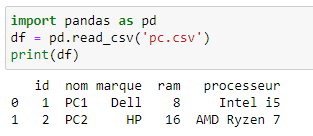 import pandas as pd
df = pd.read_csv('pc.csv')
print(df)
id nom marque ram processeur
0 1 PC1 Dell 8 Intel i5
1 2 PC2 HP 16 AMD Ryzen 7